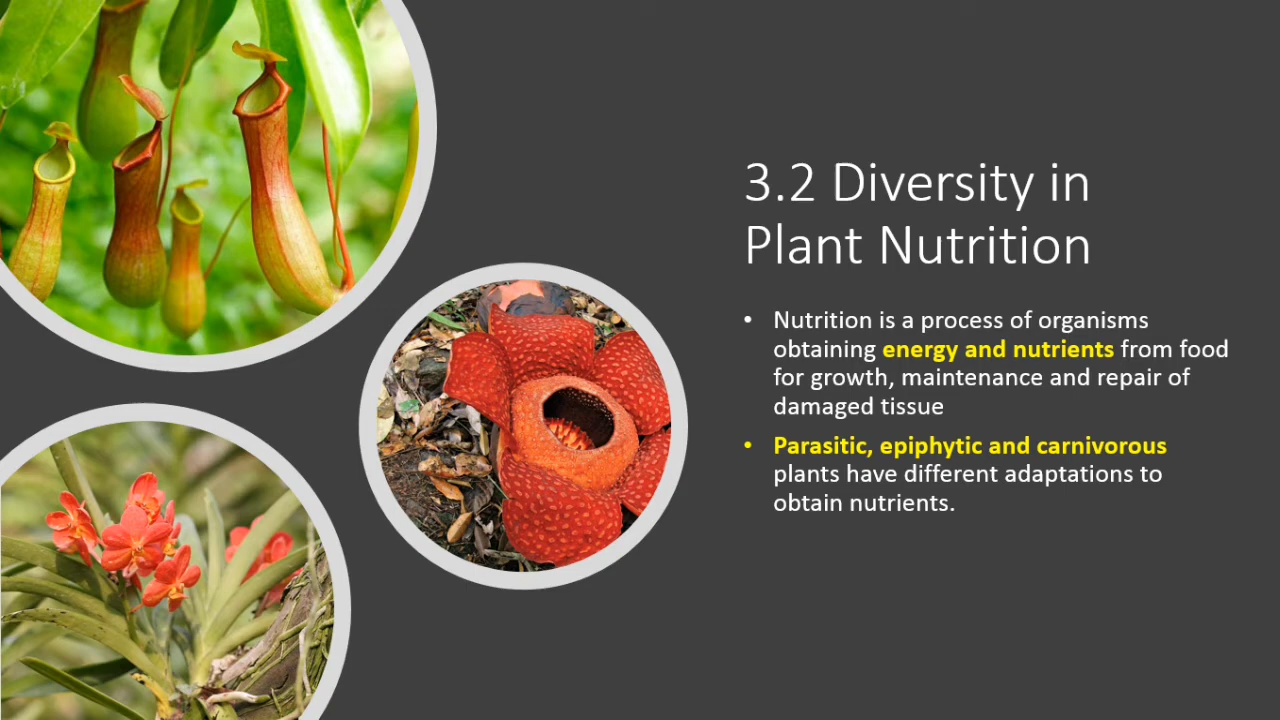 3.2 Diversity in
Plant Nutrition
• Nutrition is a process of organisms
obtaining energy and nutrients from food
for growth, maintenance and repair of
damaged tissue
• Parasitic, epiphytic and carnivorous
plants have different adaptations to
obtain nutrients.